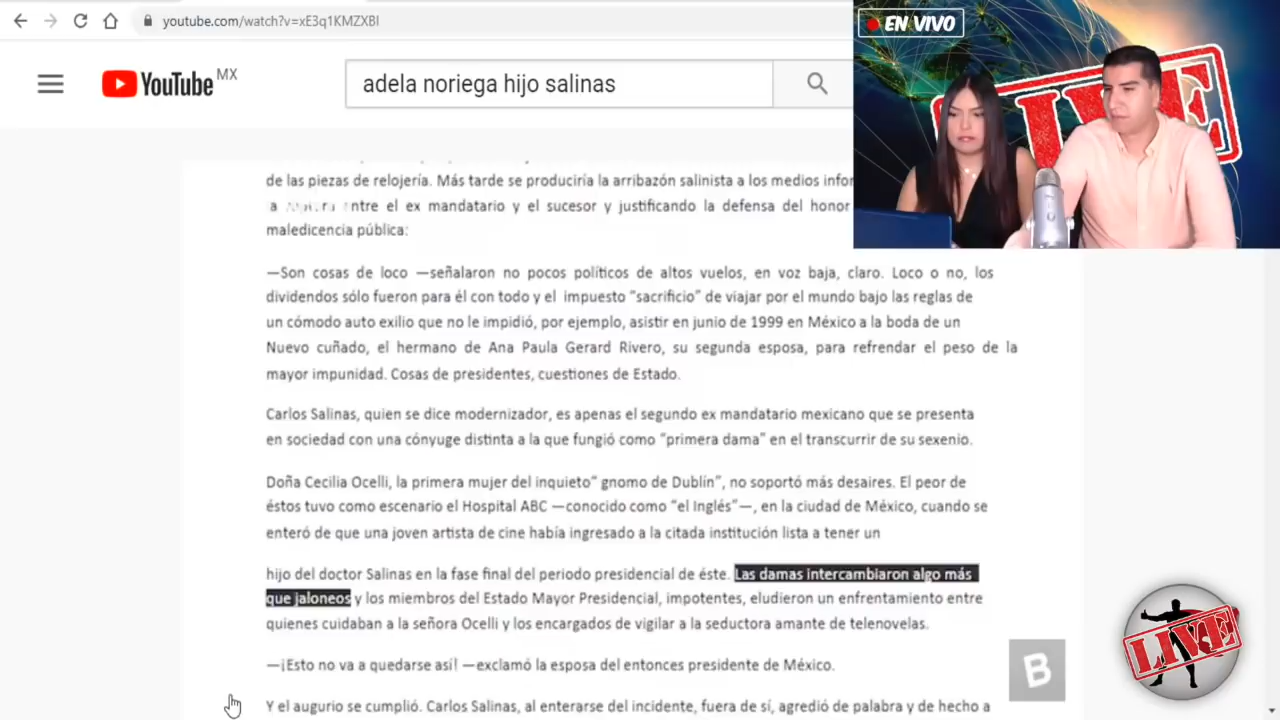 youtube.com/watch?v=xE3q1KMZXBI
EN VIVO
YouTube MX
adela noriega hijo salinas
LIVE
de las piezas de relojería. Más tarde se produciría la arribazón salinista a los medios infor
entre el ex mandatario y el sucesor y justificando la defensa del honor
maledicencia pública:
—Son cosas de loco —señalaron no pocos políticos de altos vuelos, en voz baja, claro. Loco o no, los
dividendos sólo fueron para él con todo y el impuesto “sacrificio” de viajar por el mundo bajo las reglas de
un cómodo auto exilio que no le impidió, por ejemplo, asistir en junio de 1999 en México a la boda de un
Nuevo cuñado, el hermano de Ana Paula Gerard Rivero, su segunda esposa, para refrendar el peso de la
mayor impunidad. Cosas de presidentes, cuestiones de Estado.
Carlos Salinas, quien se dice modernizador, es apenas el segundo ex mandatario mexicano que se presenta
en sociedad con una cónyuge distinta a la que fungió como “primera dama” en el transcurrir de su sexenio.
Doña Cecilia Ocelli, la primera mujer del inquieto“ gnomo de Dublín”, no soportó más desaires. El peor de
éstos tuvo como escenario el Hospital ABC —conocido como “el Inglés”—, en la ciudad de México, cuando se
enteró de que una joven artista de cine había ingresado a la citada institución lista a tener un
hijo del doctor Salinas en la fase final del periodo presidencial de éste. Las damas intercambiaron algo más
que jaloneos y los miembros del Estado Mayor Presidencial, impotentes, eludieron un enfrentamiento entre
quienes cuidaban a la señora Ocelli y los encargados de vigilar a la seductora amante de telenovelas.
—¡Esto no va a quedarse así! —exclamó la esposa del entonces presidente de México.
Y el augurio se cumplió. Carlos Salinas, al enterarse del incidente, fuera de sí, agredió de palabra y de hecho a
B
LIVE